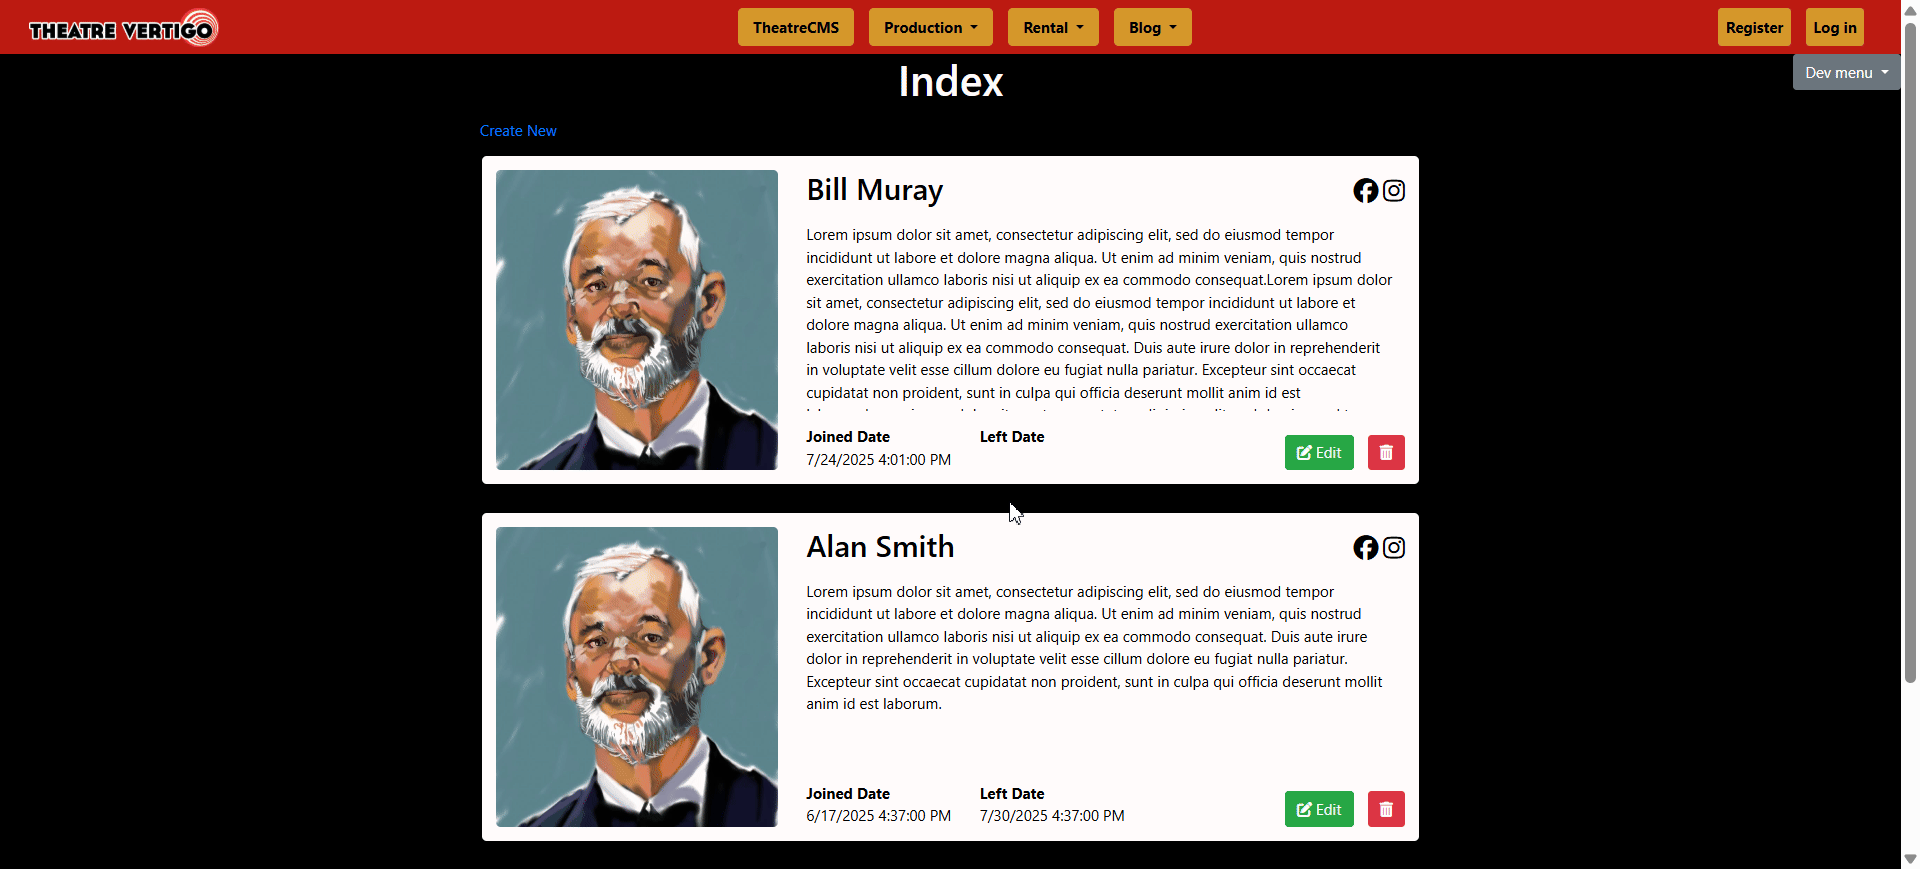 THEATRE VERTIGO
TheatreCMS
Production
Rental
Blog
Register
Log in
Dev menu
Index
Create New
Bill Muray
Lorem ipsum dolor sit amet, consectetur adipiscing elit, sed do eiusmod tempor
incididunt ut labore et dolore magna aliqua. Ut enim ad minim veniam, quis nostrud
exercitation ullamco laboris nisi ut aliquip ex ea commodo consequat.Lorem ipsum dolor
sit amet, consectetur adipiscing elit, sed do eiusmod tempor incididunt ut labore et
dolore magna aliqua. Ut enim ad minim veniam, quis nostrud exercitation ullamco
laboris nisi ut aliquip ex ea commodo consequat. Duis aute irure dolor in reprehenderit
in voluptate velit esse cillum dolore eu fugiat nulla pariatur. Excepteur sint occaecat
cupidatat non proident, sunt in culpa qui officia deserunt mollit anim id est
Joined Date
Left Date
7/24/2025 4:01:00 PM
Edit
Alan Smith
Lorem ipsum dolor sit amet, consectetur adipiscing elit, sed do eiusmod tempor
incididunt ut labore et dolore magna aliqua. Ut enim ad minim veniam, quis nostrud
exercitation ullamco laboris nisi ut aliquip ex ea commodo consequat. Duis aute irure
dolor in reprehenderit in voluptate velit esse cillum dolore eu fugiat nulla pariatur.
Excepteur sint occaecat cupidatat non proident, sunt in culpa qui officia deserunt mollit
anim id est laborum.
Joined Date
Left Date
6/17/2025 4:37:00 PM
7/30/2025 4:37:00 PM
Edit